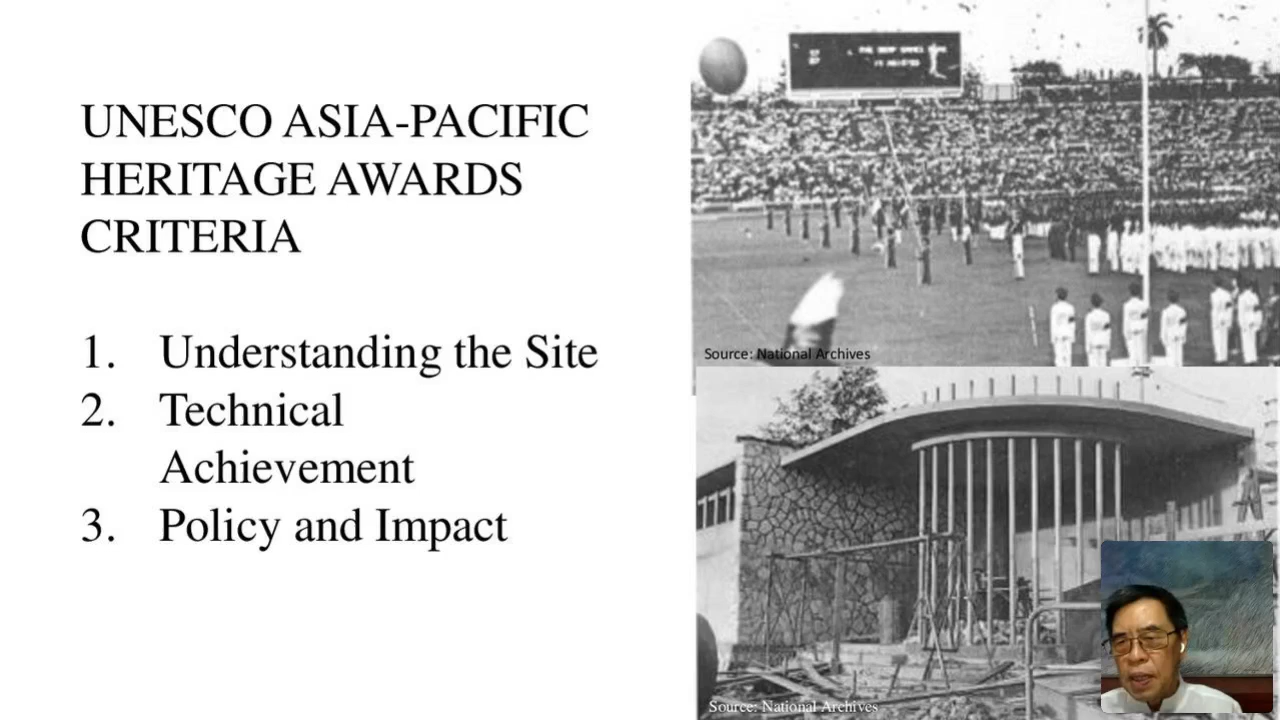 UNESCO ASIA-PACIFIC
HERITAGE AWARDS
CRITERIA
1. Understanding the Site
2. Technical
Achievement
3. Policy and Impact
Source: National Archives
Source: National Archives